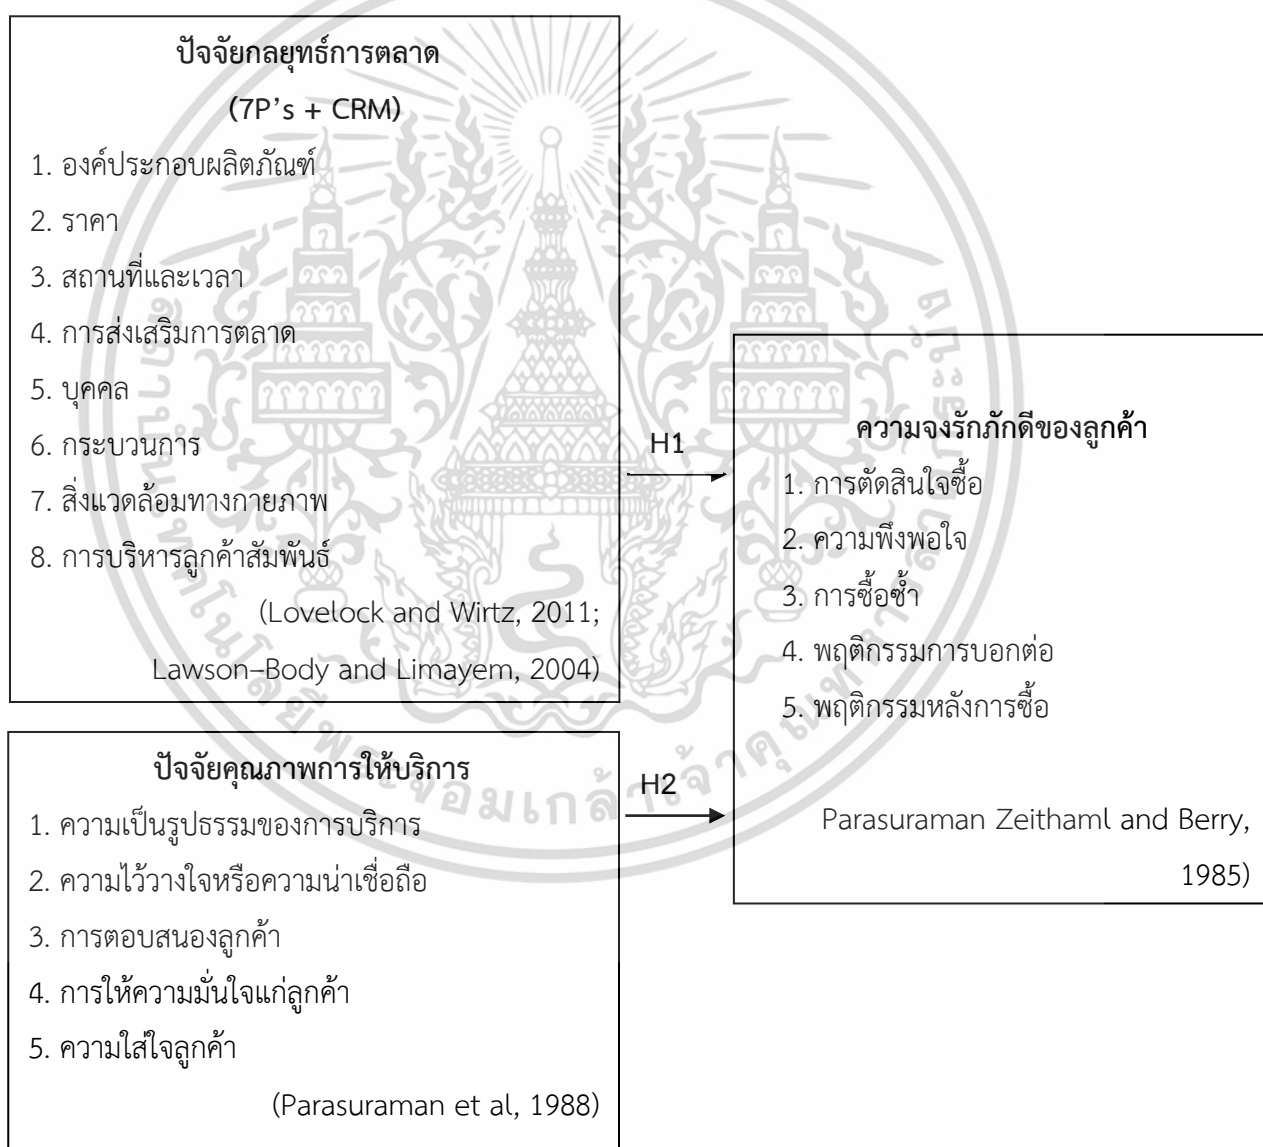 ปัจจัยกลยุทธ์การตลาด
(7P's + CRM)
1. องค์ประกอบผลิตภัณฑ์
2. ราคา
3. สถานที่และเวลา
4. การส่งเสริมการตลาด
5. บุคคล
6. กระบวนการ
7. สิ่งแวดล้อมทางกายภาพ
8. การบริหารลูกค้าสัมพันธ์
(Lovelock and Wirtz, 2011;
Lawson–Body and Limayem, 2004)
H1
ความจงรักภักดีของลูกค้า
1. การตัดสินใจซื้อ
2. ความพึงพอใจ
3. การซื้อซ้ำ
4. พฤติกรรมการบอกต่อ
5. พฤติกรรมหลังการซื้อ
Parasuraman Zeithaml and Berry,
1985)
ปัจจัยคุณภาพการให้บริการ
1. ความเป็นรูปธรรมของการบริการ
2. ความไว้วางใจหรือความน่าเชื่อถือ
3. การตอบสนองลูกค้า
4. การให้ความมั่นใจแก่ลูกค้า
5. ความใส่ใจลูกค้า
(Parasuraman et al, 1988)
H2